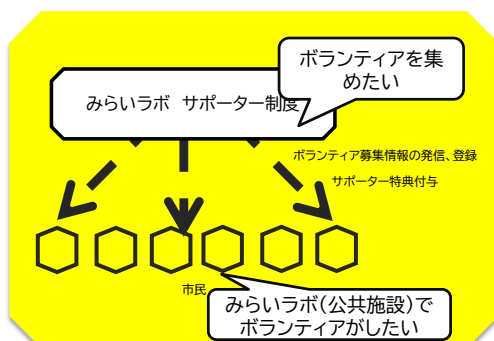 ボランティアを集
めたい
みらいラボ サポーター制度
ボランティア募集情報の発信、登録
サポーター特典付与
市民
みらいラボ(公共施設)で
ボランティアがしたい